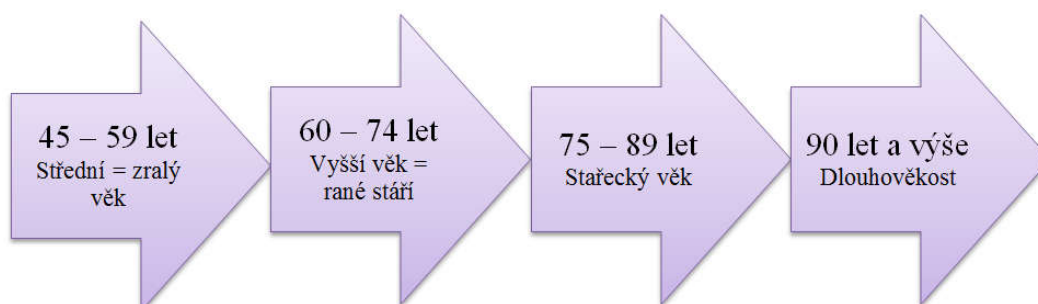 45 – 59 let
Střední = zralý
věk
60 – 74 let
Vyšší věk =
rané stáří
75 – 89 let
Stařecký věk
90 let a výše
Dlouhověkost